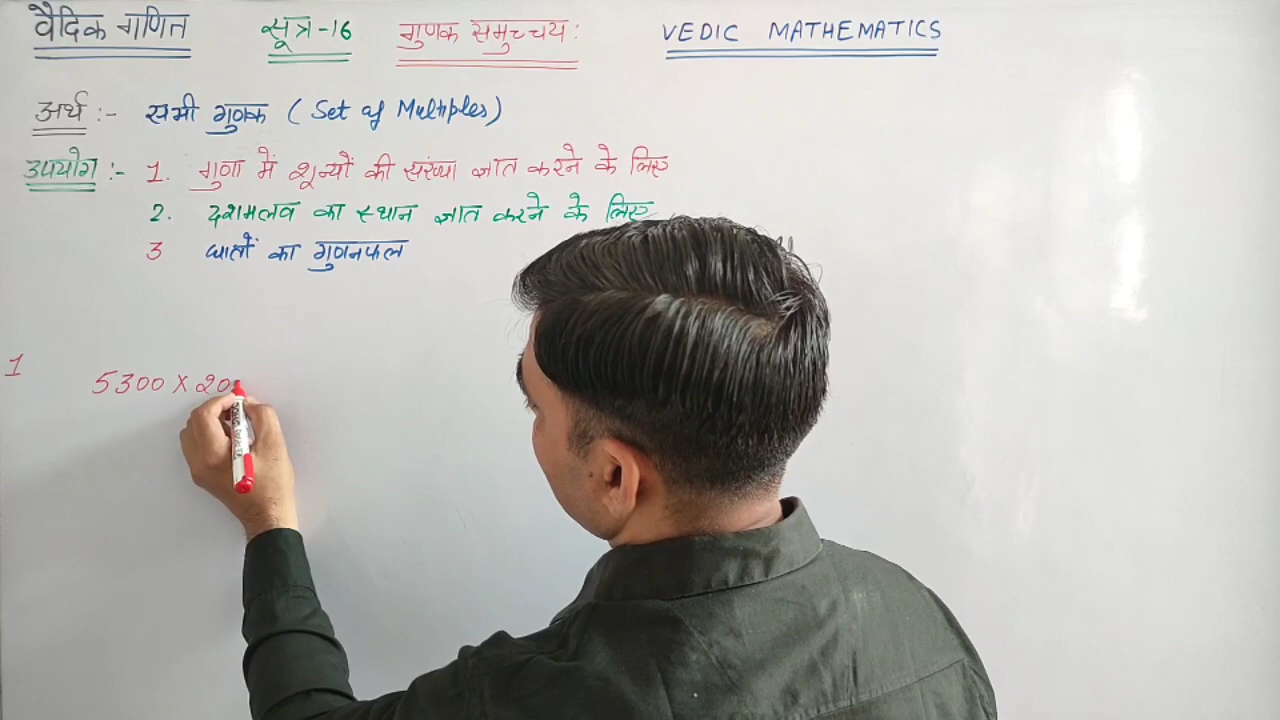 वैदिक गणित सूत्र-16 गुणक समुच्चय: VEDIC MATHEMATICS
अर्थ :- सभी गुणक ( Set of Multiples)
उपयोग :- 1. गुणा में शून्यों की संख्या ज्ञात करने के लिए
2. दशमलव का स्थान ज्ञात करने के लिए
3 घातों का गुणनफल
1 5300 X 20